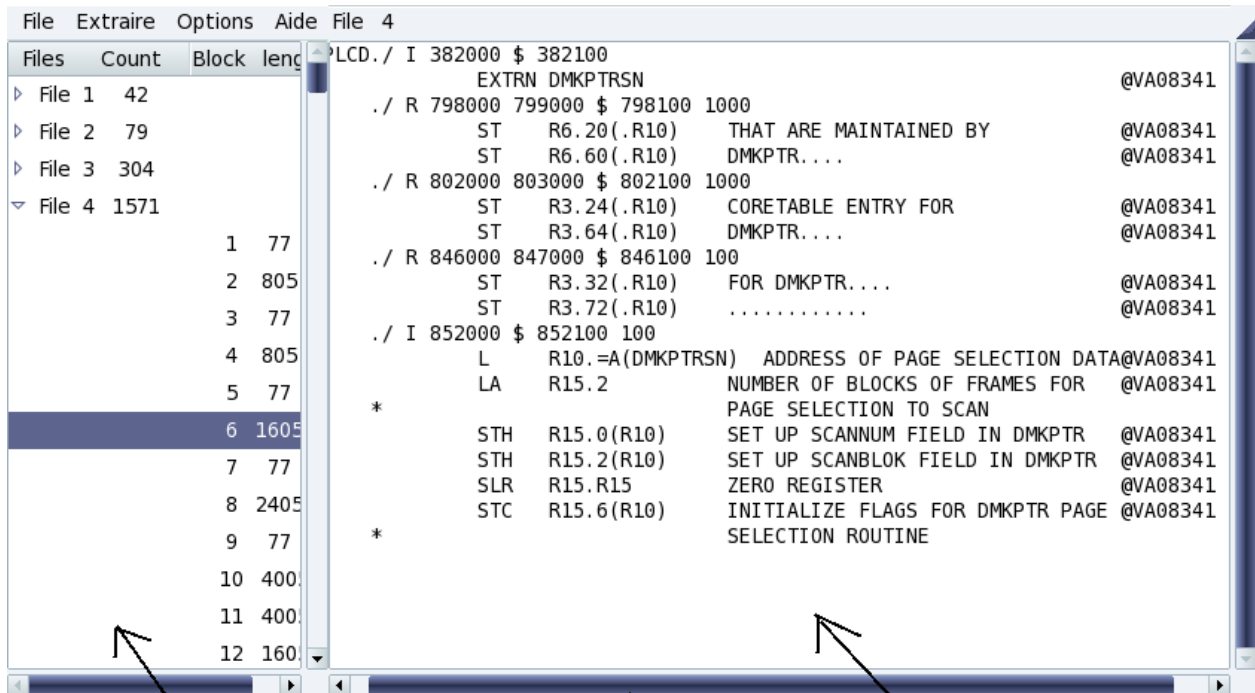 File Extraire Options Aide File 4
Files Count Block leng
File 1 42
File 2 79
File 3 304
File 4 1571
1 77
2 805
3 77
4 805
5 77
6 1605
7 77
8 2405
9 77
10 400
11 400
12 160
PLCD./ I 382000 $ 382100
EXTRN DMKPTRSN @VA08341
./ R 798000 799000 $ 798100 1000
ST R6.20(.R10) THAT ARE MAINTAINED BY @VA08341
ST R6.60(.R10) DMKPTR.... @VA08341
./ R 802000 803000 $ 802100 1000
ST R3.24(.R10) CORETABLE ENTRY FOR @VA08341
ST R3.64(.R10) DMKPTR.... @VA08341
./ R 846000 847000 $ 846100 100
ST R3.32(.R10) FOR DMKPTR.... @VA08341
ST R3.72(.R10) ............ @VA08341
./ I 852000 $ 852100 100
L R10.=A(DMKPTRSN) ADDRESS OF PAGE SELECTION DATA@VA08341
LA R15.2 NUMBER OF BLOCKS OF FRAMES FOR @VA08341
* PAGE SELECTION TO SCAN
STH R15.0(R10) SET UP SCANNUM FIELD IN DMKPTR @VA08341
STH R15.2(R10) SET UP SCANBLOK FIELD IN DMKPTR @VA08341
SLR R15.R15 ZERO REGISTER @VA08341
STC R15.6(R10) INITIALIZE FLAGS FOR DMKPTR PAGE @VA08341
* SELECTION ROUTINE